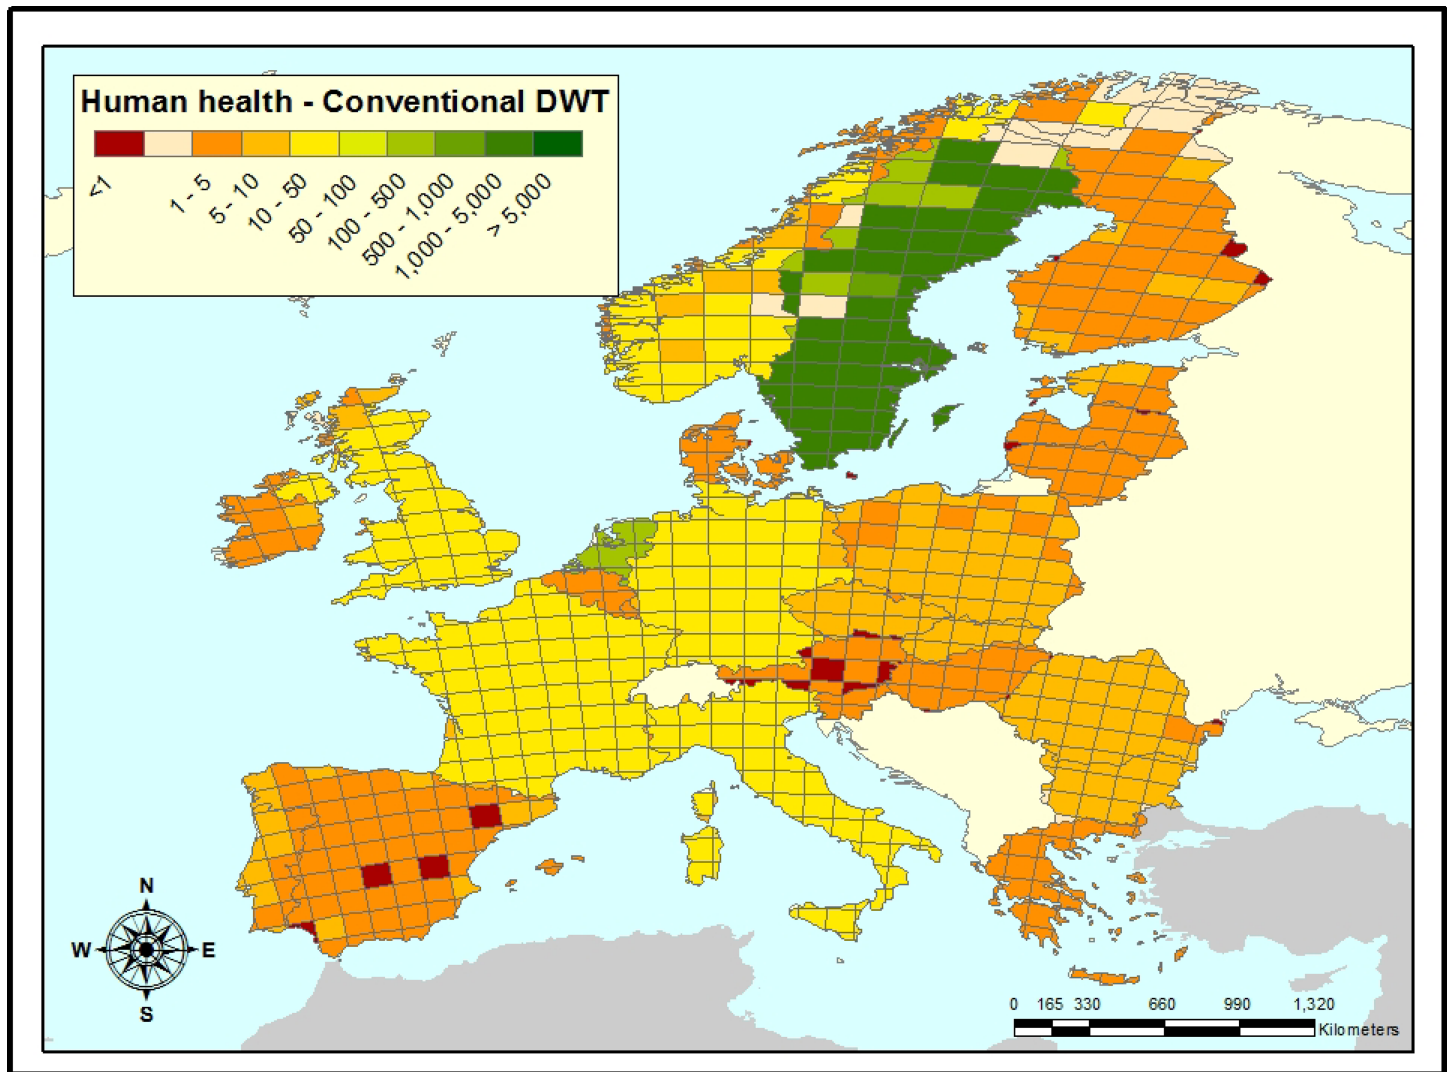 Human health - Conventional DWT
<1
1 - 5
5 - 10
10 - 50
50 - 100
100 - 500
500 - 1,000
1,000 - 5,000
> 5,000
N
W
E
S
0 165 330 660 990 1,320
Kilometers